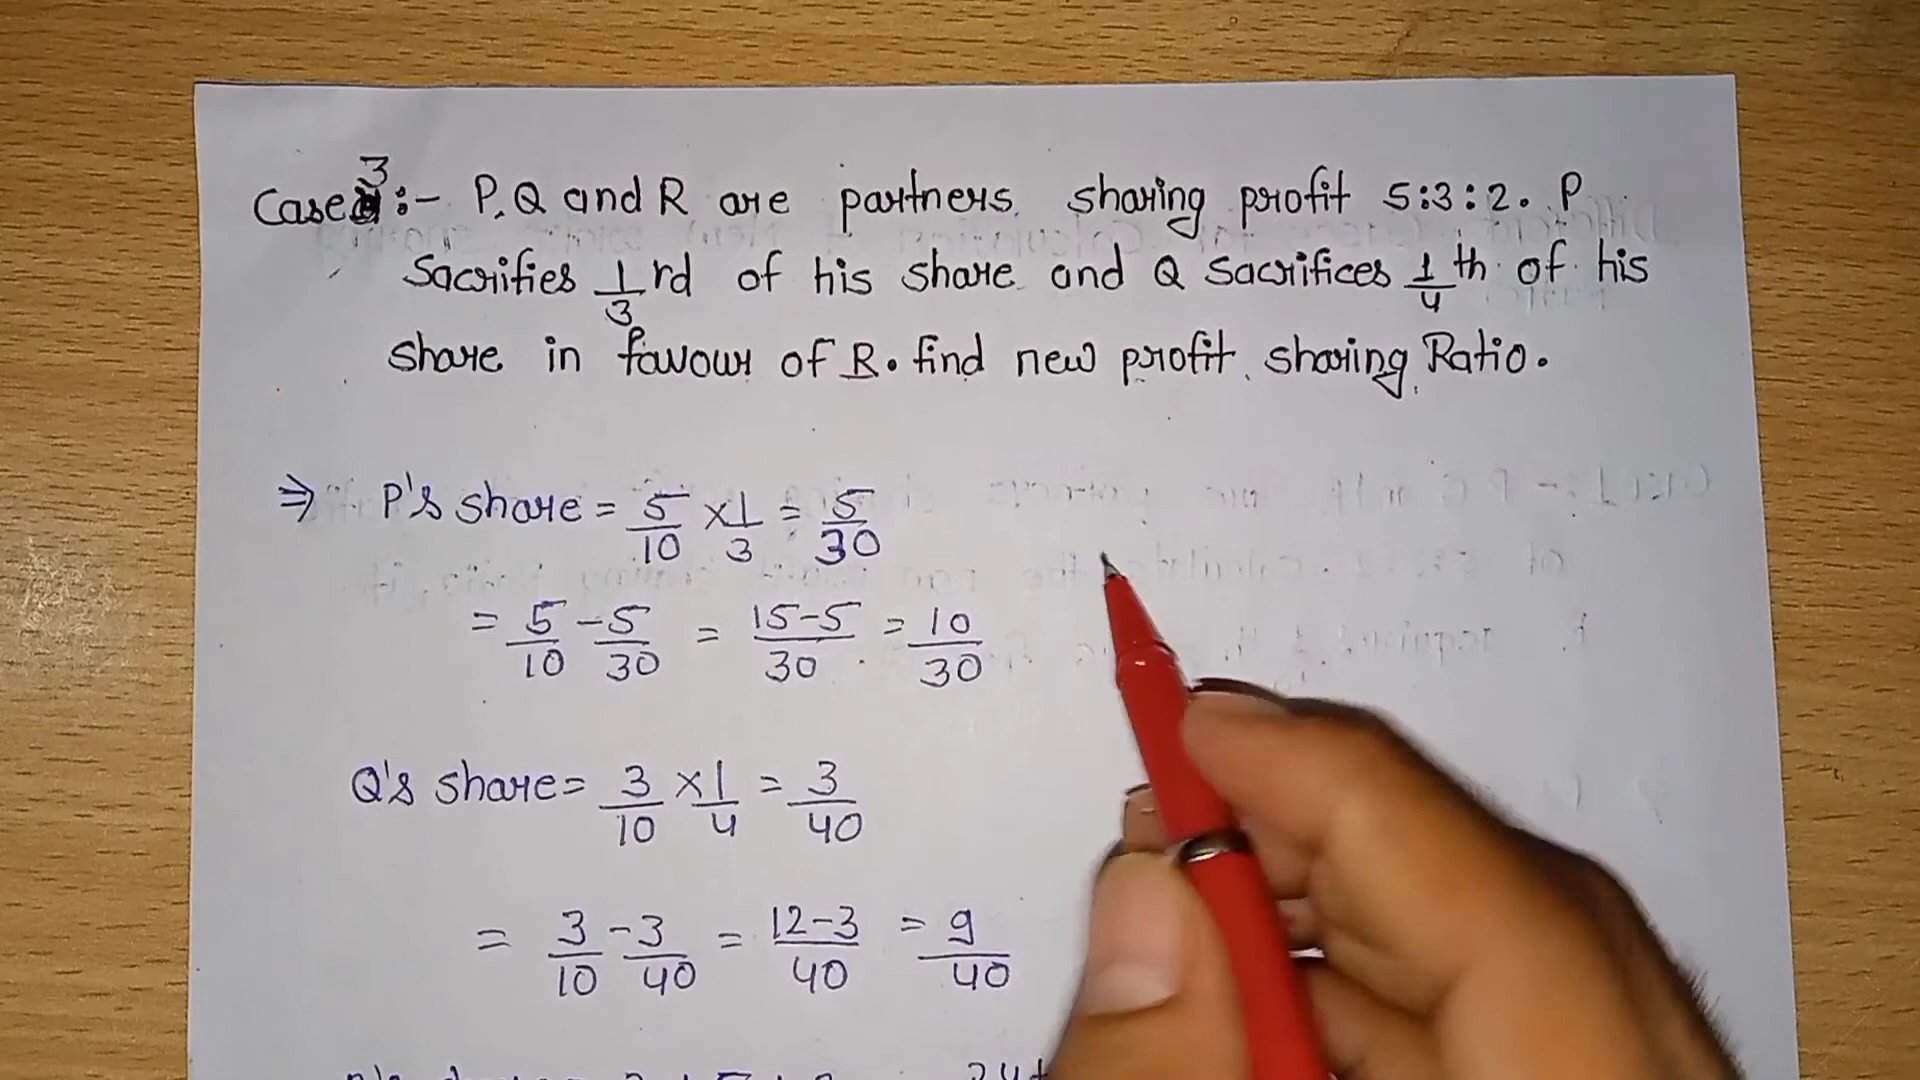 Case 3:- P, Q and R are partners sharing profit 5:3:2. P
Sacrifies 1/3 rd of his share and Q Sacrifices 1/4 th of his
share in favour of R. find new profit sharing Ratio.
⇒ P's share = 5/10 × 1/3 = 5/30
= 5/10 - 5/30 = 15-5/30 = 10/30
Q's share = 3/10 × 1/4 = 3/40
= 3/10 - 3/40 = 12-3/40 = 9/40